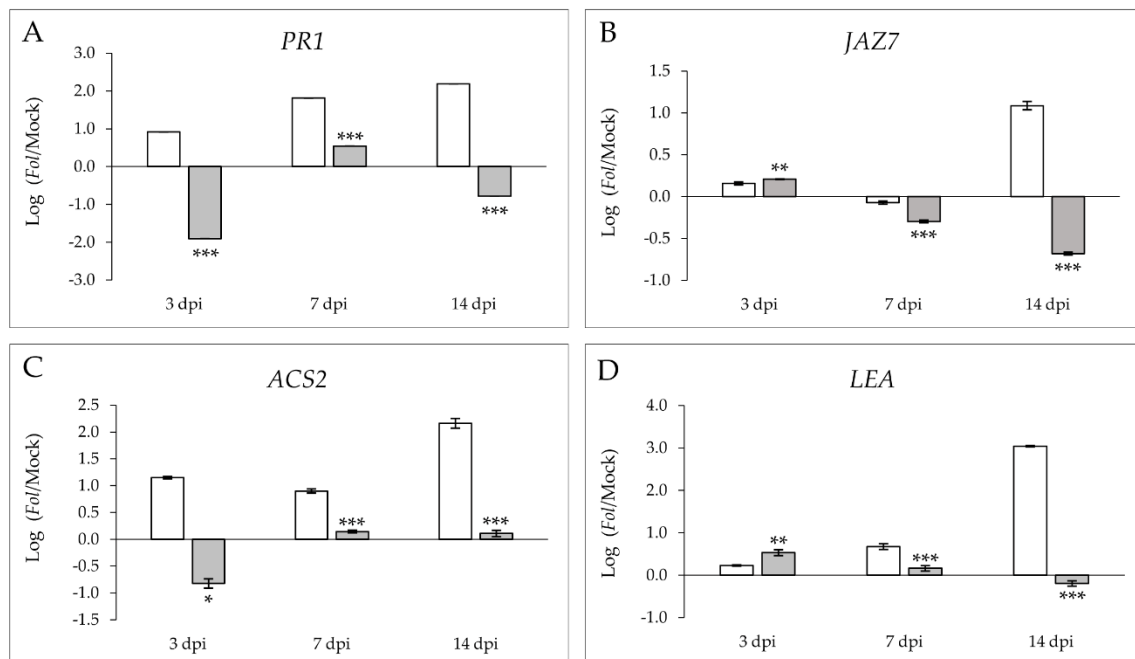 A
PR1
Log (Fol/Mock)
3.0
2.0
1.0
0.0
-1.0
-2.0
-3.0
***
***
***
3 dpi 7 dpi 14 dpi
B
JAZ7
Log (Fol/Mock)
1.5
1.0
0.5
0.0
-0.5
-1.0
**
***
***
3 dpi 7 dpi 14 dpi
C
ACS2
Log (Fol/Mock)
2.5
2.0
1.5
1.0
0.5
0.0
-0.5
-1.0
-1.5
*
***
***
3 dpi 7 dpi 14 dpi
D
LEA
Log (Fol/Mock)
4.0
3.0
2.0
1.0
0.0
-1.0
**
***
***
3 dpi 7 dpi 14 dpi